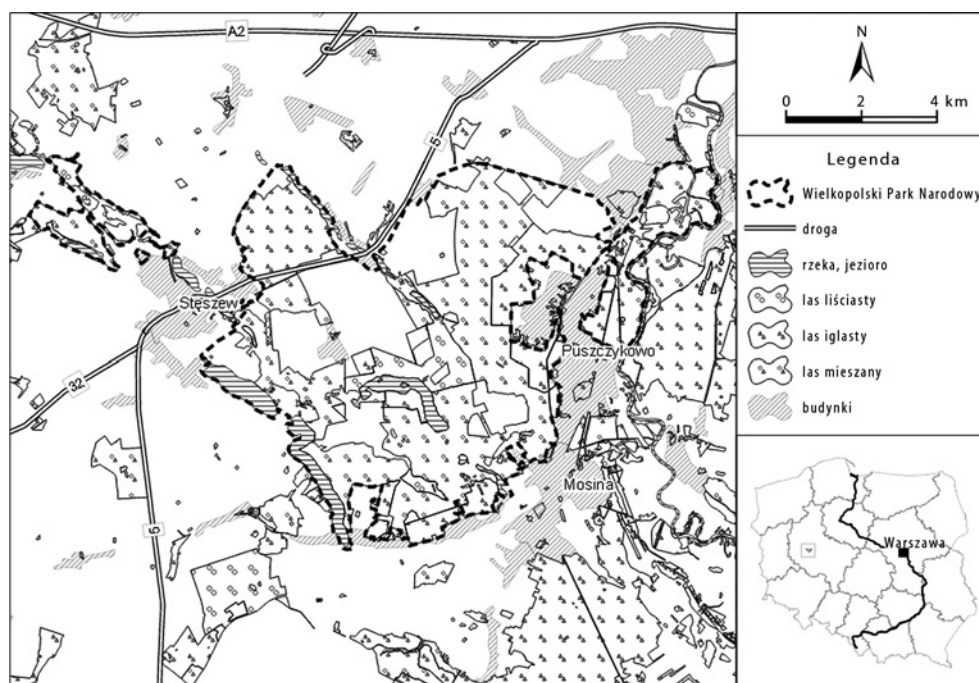 A2
5
Stęszew
Puszczykowo
32
Mosina
5
N
0 2 4 km
Legenda
Wielkopolski Park Narodowy
droga
rzeka, jezioro
las liściasty
las iglasty
las mieszany
budynki
Warszawa